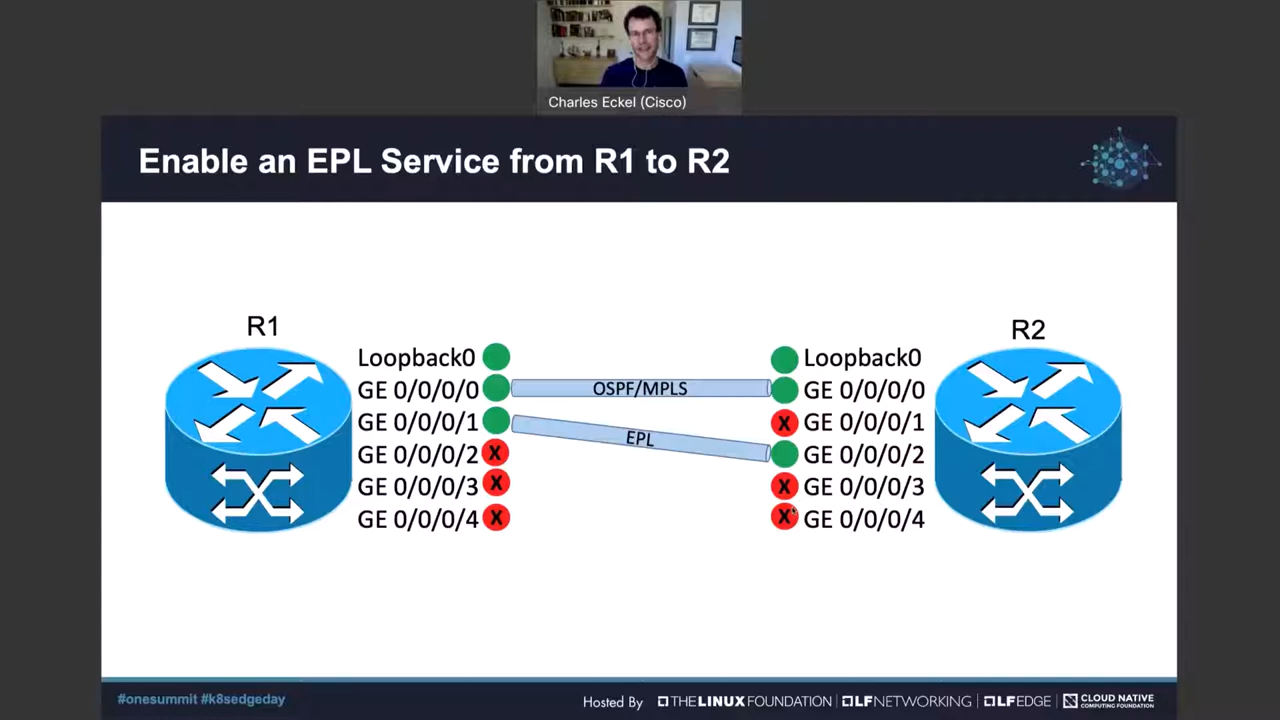 Charles Eckel (Cisco)
Enable an EPL Service from R1 to R2
R1
R2
Loopback0
GE 0/0/0/0
GE 0/0/0/1
GE 0/0/0/2
GE 0/0/0/3
GE 0/0/0/4
X
X
X
OSPF/MPLS
EPL
X
X
X
Loopback0
GE 0/0/0/0
GE 0/0/0/1
GE 0/0/0/2
GE 0/0/0/3
GE 0/0/0/4
#onesummit #k8sedgeday
Hosted By
THE LINUX FOUNDATION
LFNETWORKING
LFEDGE
CLOUD NATIVE
COMPUTING FOUNDATION